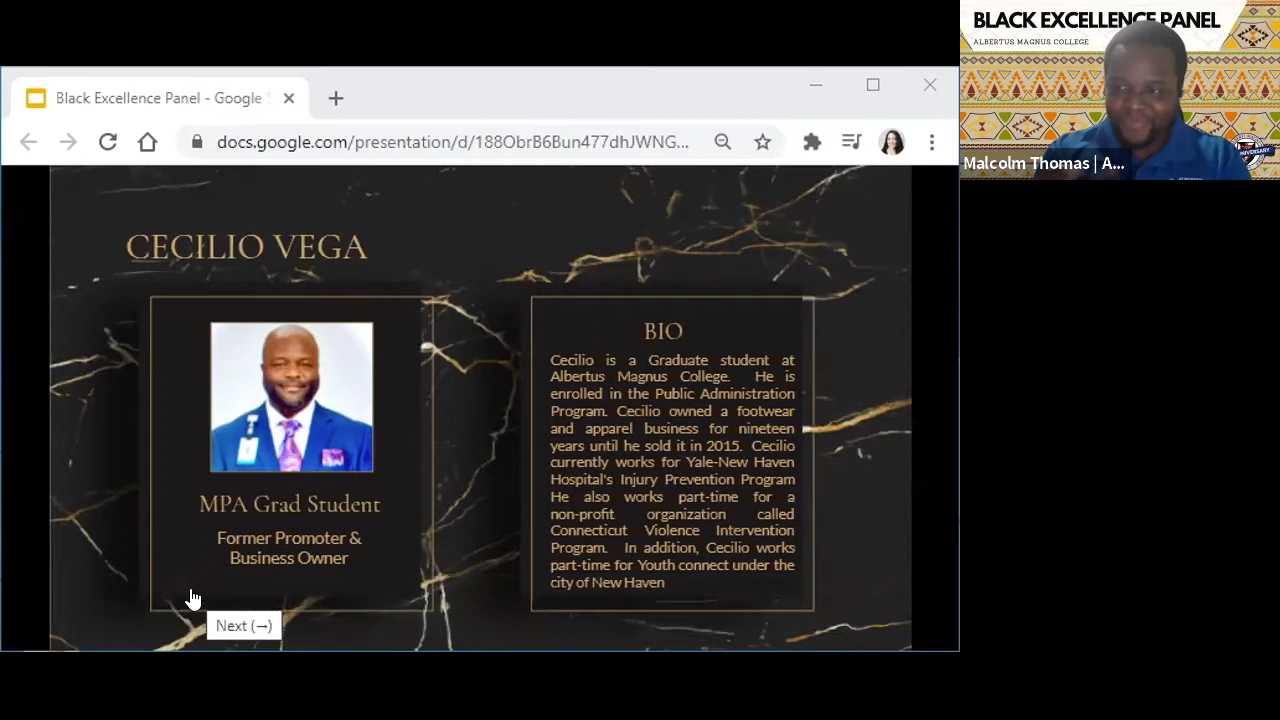 BLACK EXCELLENCE PANEL
ALBERTUS MAGNUS COLLEGE
Malcolm Thomas | A...
Black Excellence Panel - Google
docs.google.com/presentation/d/188ObrB6Bun477dhJWNG...
CECILIO VEGA
MPA Grad Student
Former Promoter &
Business Owner
Next (→)
BIO
Cecilio is a Graduate student at
Albertus Magnus College. He is
enrolled in the Public Administration
Program. Cecilio owned a footwear
and apparel business for nineteen
years until he sold it in 2015. Cecilio
currently works for Yale-New Haven
Hospital's Injury Prevention Program
He also works part-time for a
non-profit organization called
Connecticut Violence Intervention
Program. In addition, Cecilio works
part-time for Youth connect under the
city of New Haven